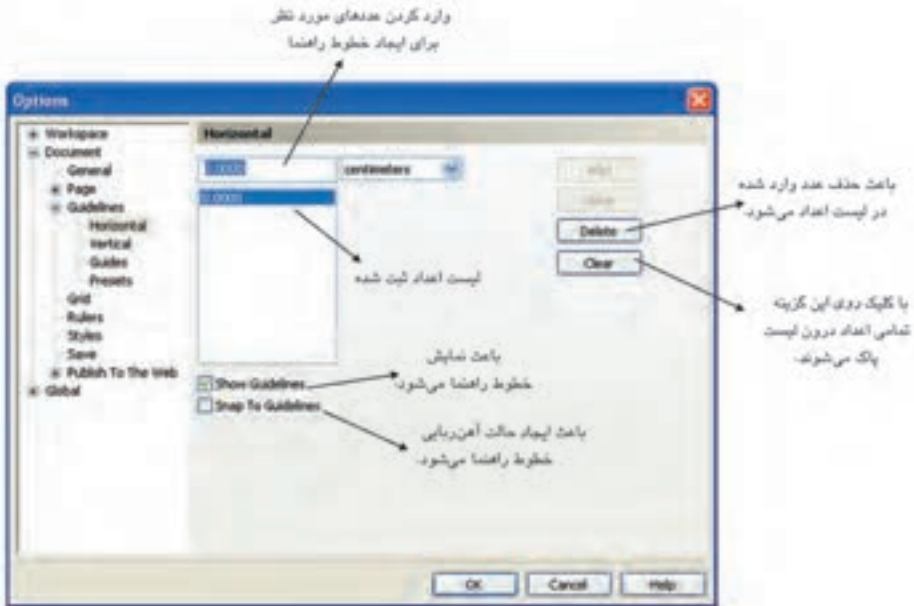 وارد کردن عددهای مورد نظر
برای ایجاد خطوط راهنما
Options
Workspace
Document
General
Page
Guidelines
Horizontal
Vertical
Guides
Presets
Grid
Rulers
Styles
Save
Publish To The Web
Global
Horizontal
0.0000
centimeters
0.0000
Delete
Clear
باعث حذف عدد وارد شده
در لیست اعداد می‌شود.
لیست اعداد ثبت شده
با کلیک روی این گزینه
تمامی اعداد درون لیست
پاک می‌شوند.
باعث نمایش
خطوط راهنما می‌شود.
Show Guidelines
Snap To Guidelines
باعث ایجاد حالت آهن‌ربایی
خطوط راهنما می‌شود.
OK
Cancel
Help